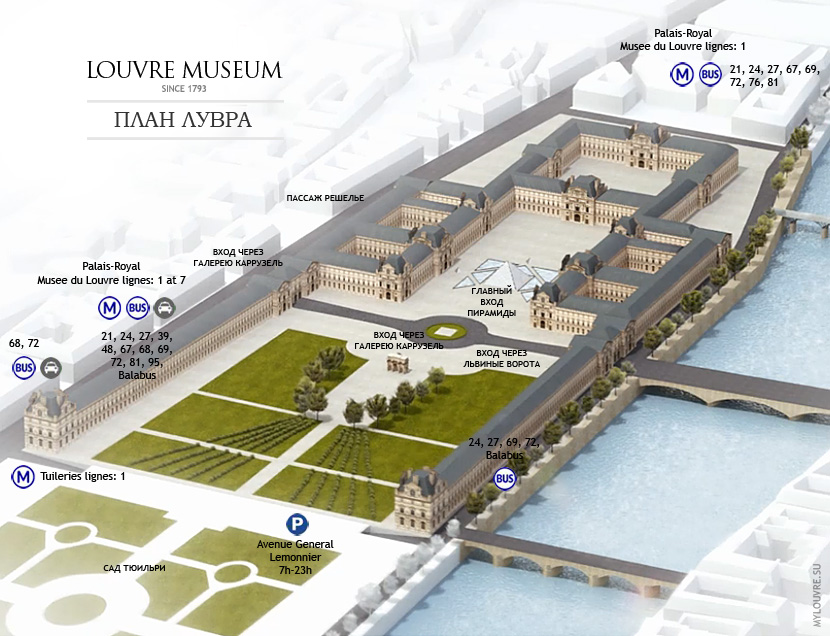 Palais-Royal
Musee du Louvre lignes: 1
M BUS 21, 24, 27, 67, 69,
72, 76, 81
LOUVRE MUSEUM
SINCE 1793
ПЛАН ЛУВРА
ПАССАЖ РЕШЕЛЬЕ
ВХОД ЧЕРЕЗ
ГАЛЕРЕЮ КАРРУЗЕЛЬ
Palais-Royal
Musee du Louvre lignes: 1 at 7
M BUS
21, 24, 27, 39,
48, 67, 68, 69,
72, 81, 95,
Balabus
68, 72
BUS
ГЛАВНЫЙ
ВХОД
ПИРАМИДЫ
ВХОД ЧЕРЕЗ
ГАЛЕРЕЮ КАРРУЗЕЛЬ
ВХОД ЧЕРЕЗ
ЛЬВИНЫЕ ВОРОТА
24, 27, 69, 72,
Balabus
BUS
M Tuileries lignes: 1
P
Avenue General
Lemonnier
7h-23h
САД ТЮИЛЬРИ
MYLOUVRE.SU